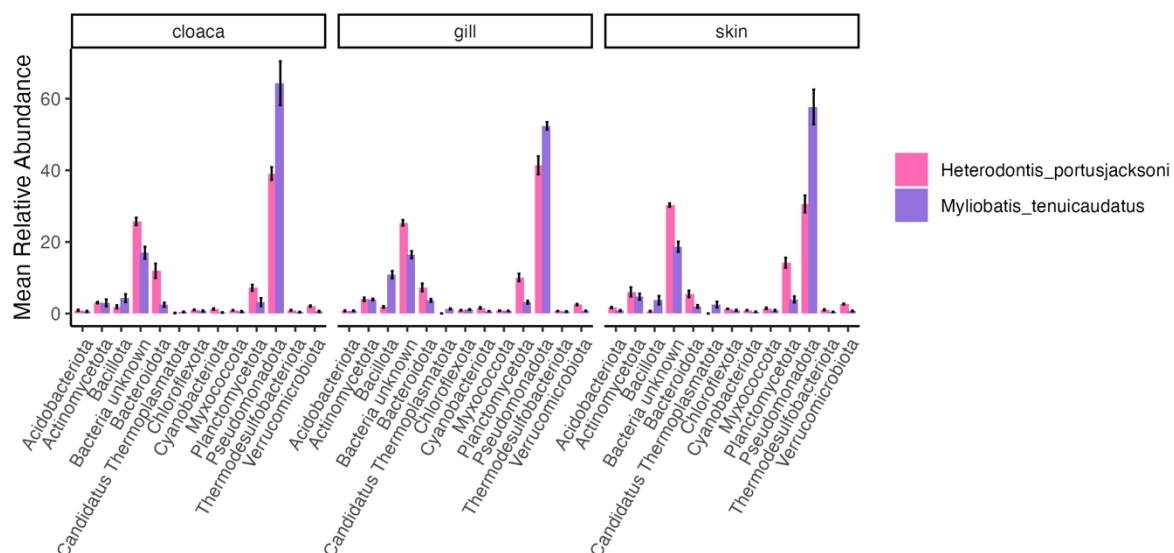 cloaca
gill
skin
Mean Relative Abundance
60
40
20
0
Heterodontis_portusjacksoni
Myliobatis_tenuicaudatus
Acidobacteriota
Actinomycetota
Bacillota
Bacteria unknown
Bacteroidota
Candidatus Thermoplasmatota
Chloroflexota
Cyanobacteriota
Myxococcota
Planctomycetota
Pseudomonadota
Thermodesulfobacteriota
Verrucomicrobiota
Acidobacteriota
Actinomycetota
Bacillota
Bacteria unknown
Bacteroidota
Candidatus Thermoplasmatota
Chloroflexota
Cyanobacteriota
Myxococcota
Planctomycetota
Pseudomonadota
Thermodesulfobacteriota
Verrucomicrobiota
Acidobacteriota
Actinomycetota
Bacillota
Bacteria unknown
Bacteroidota
Candidatus Thermoplasmatota
Chloroflexota
Cyanobacteriota
Myxococcota
Planctomycetota
Pseudomonadota
Thermodesulfobacteriota
Verrucomicrobiota